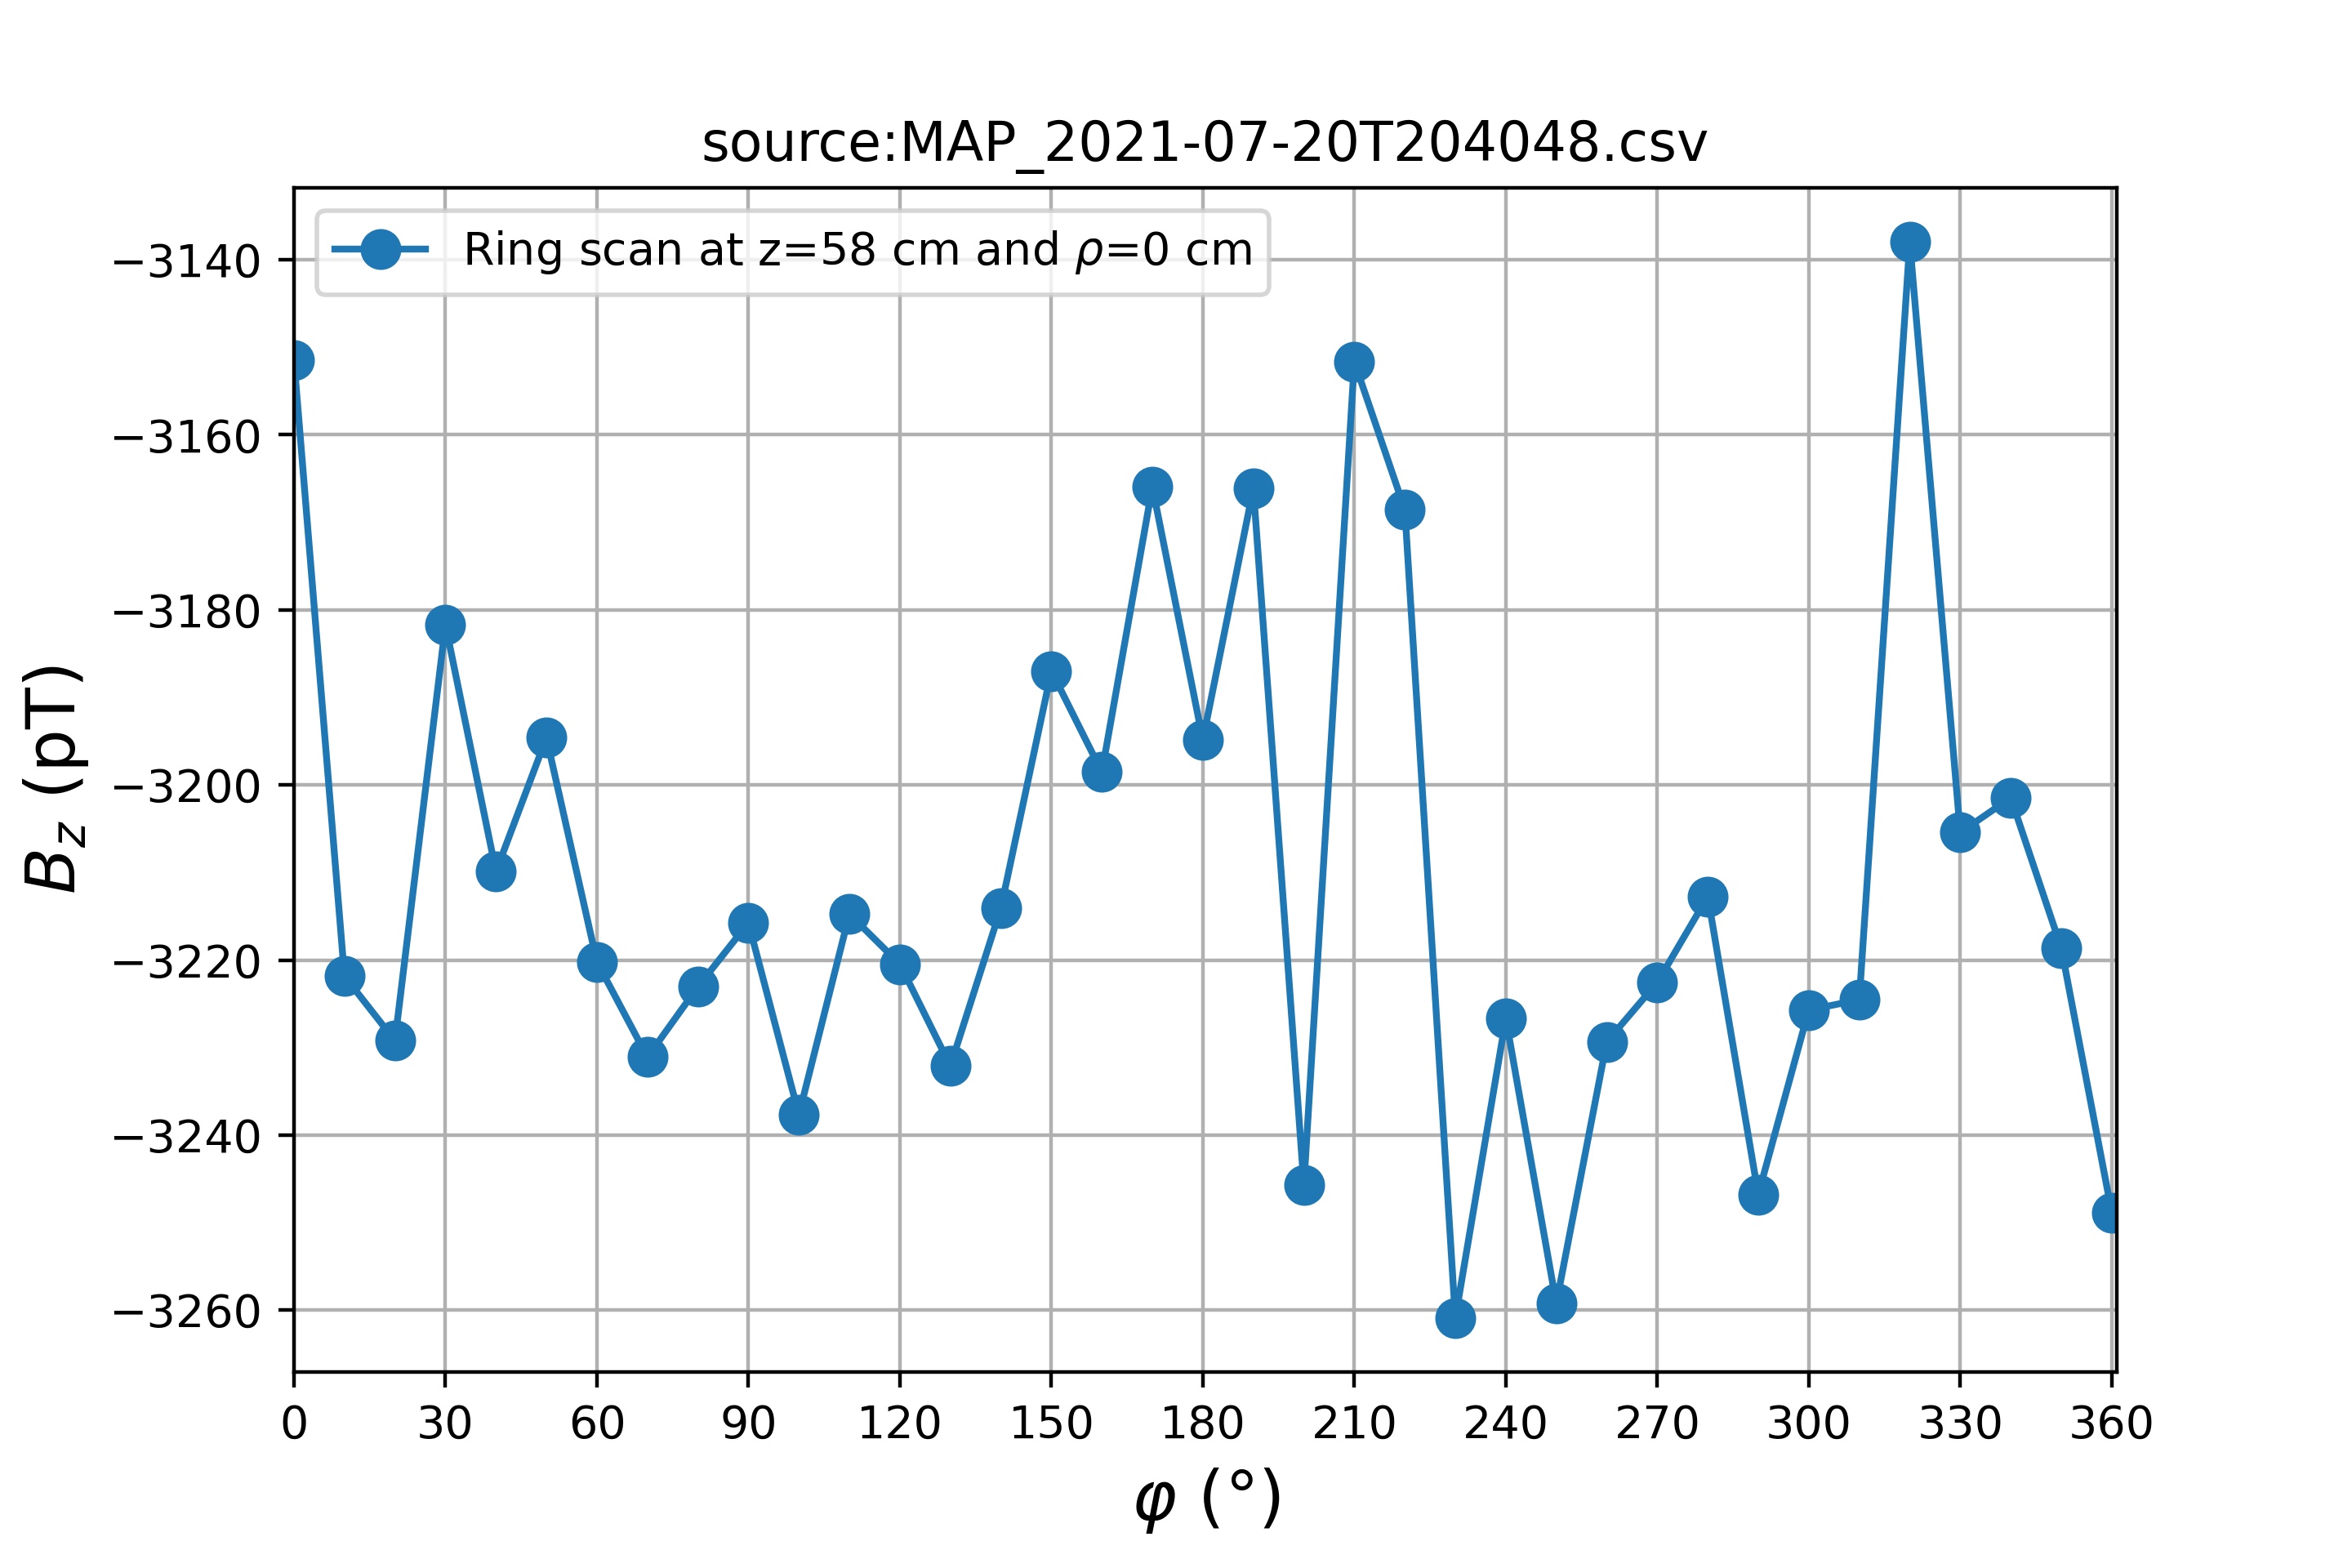 source:MAP_2021-07-20T204048.csv
Ring scan at z=58 cm and ρ=0 cm
−3140
−3160
−3180
−3200
−3220
−3240
−3260
B_z (pT)
0 30 60 90 120 150 180 210 240 270 300 330 360
φ (°)